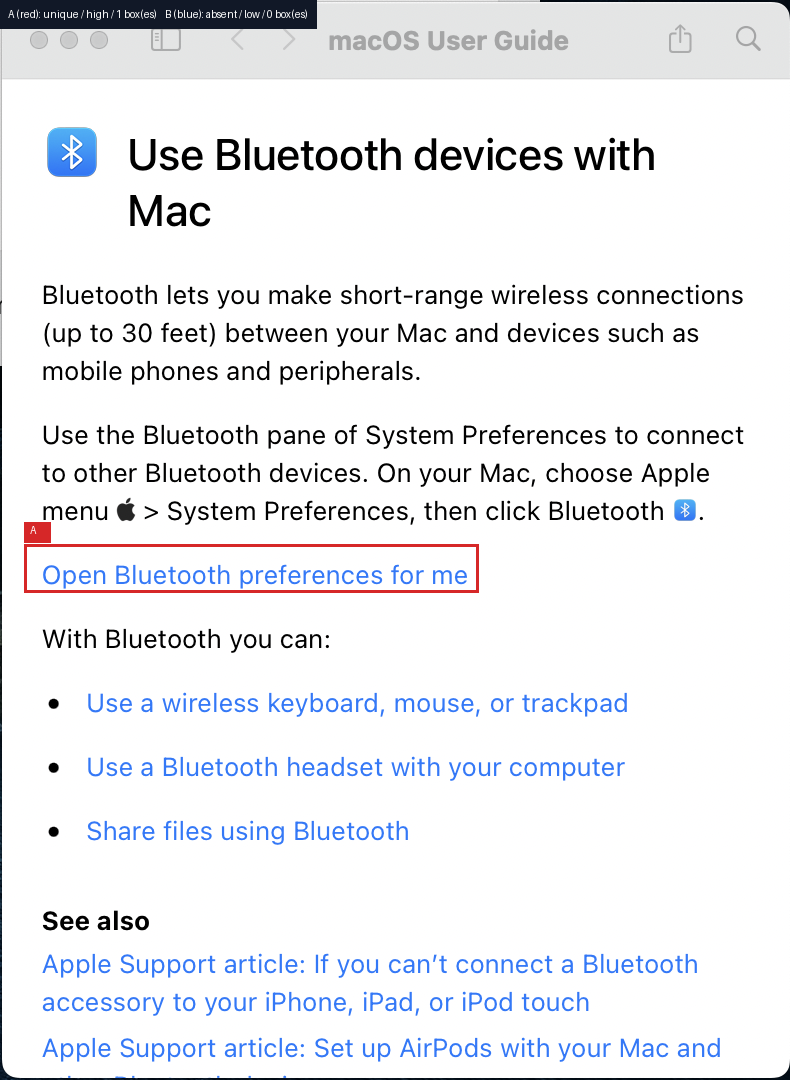 A (red): unique / high / 1 box(es) B (blue): absent / low / 0 box(es)
macOS User Guide
Use Bluetooth devices with
Mac
Bluetooth lets you make short-range wireless connections
(up to 30 feet) between your Mac and devices such as
mobile phones and peripherals.
Use the Bluetooth pane of System Preferences to connect
to other Bluetooth devices. On your Mac, choose Apple
menu > System Preferences, then click Bluetooth .
A
Open Bluetooth preferences for me
With Bluetooth you can:
• Use a wireless keyboard, mouse, or trackpad
• Use a Bluetooth headset with your computer
• Share files using Bluetooth
See also
Apple Support article: If you can’t connect a Bluetooth
accessory to your iPhone, iPad, or iPod touch
Apple Support article: Set up AirPods with your Mac and